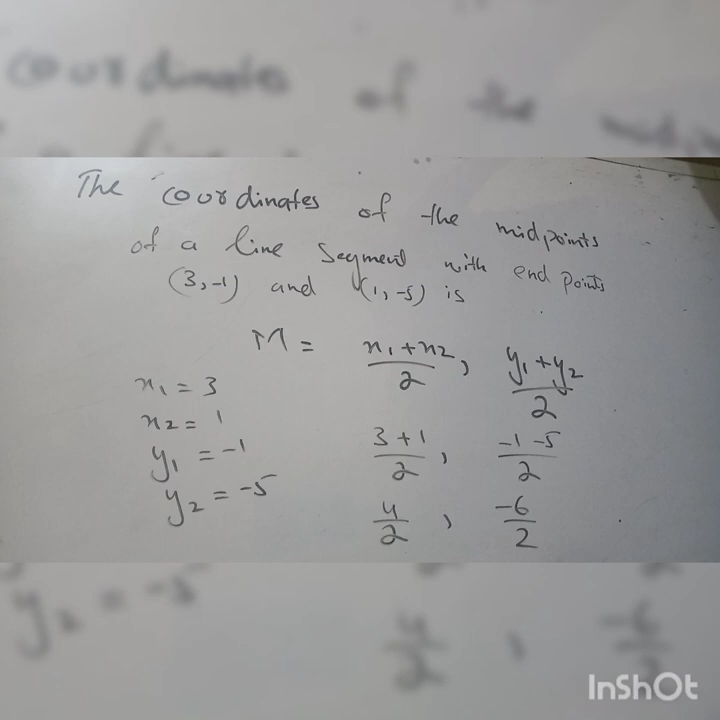 The coordinates of the midpoints
of a line segment with end points
(3,-1) and (1,-5) is
M = x₁+x₂/2, y₁+y₂/2
x₁ = 3
x₂ = 1
y₁ = -1
y₂ = -5
3+1/2, -1-5/2
4/2, -6/2
InShOt